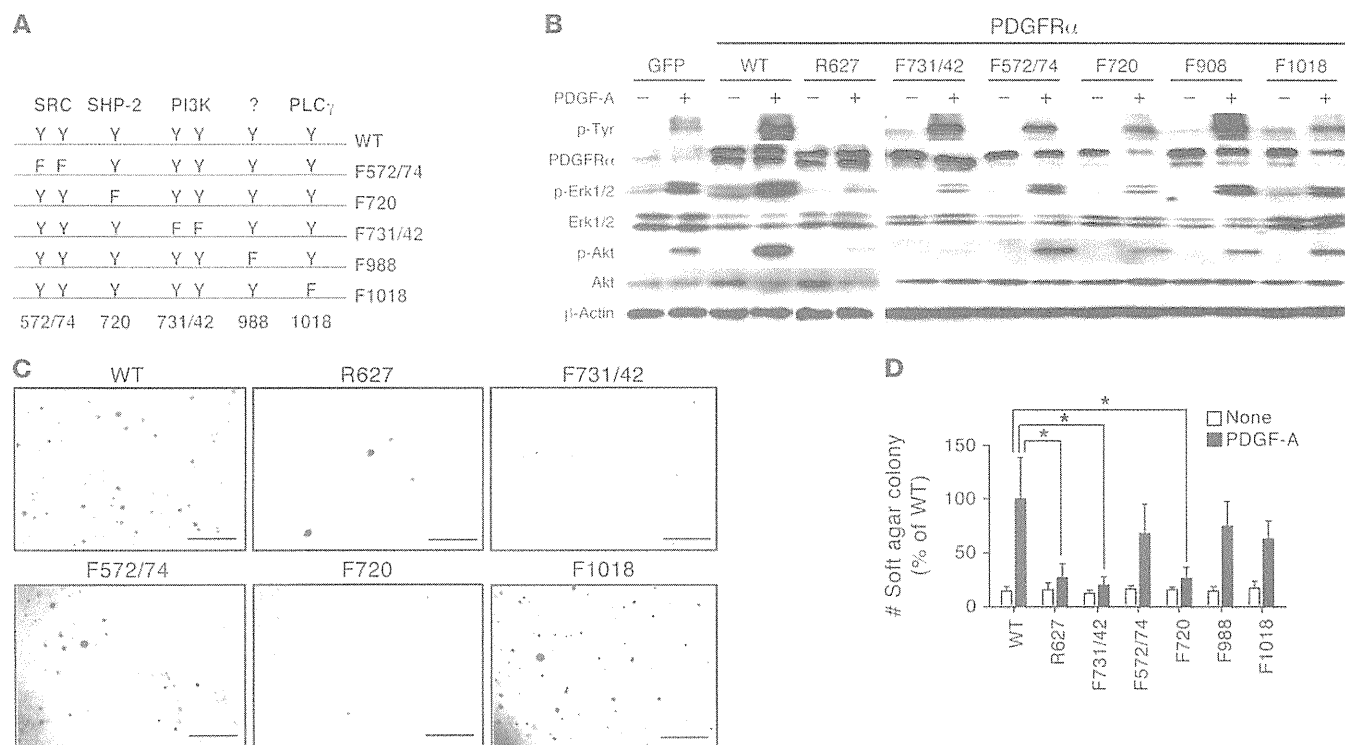 A
SRC SHP-2 PI3K ? PLCγ
Y Y Y Y Y Y Y WT
F F Y Y Y Y Y F572/74
Y Y F Y Y Y Y F720
Y Y Y F F Y Y F731/42
Y Y Y Y Y F Y F988
Y Y Y Y Y Y F F1018
572/74 720 731/42 988 1018
B
PDGFRα
GFP WT R627 F731/42 F572/74 F720 F908 F1018
PDGF-A − + − + − + − + − + − + − + − +
p-Tyr
PDGFRα
p-Erk1/2
Erk1/2
p-Akt
Akt
β-Actin
C
WT R627 F731/42
F572/74 F720 F1018
D
# Soft agar colony
(% of WT)
150
100
50
0
* * *
None
PDGF-A
WT R627 F731/42 F572/74 F720 F988 F1018